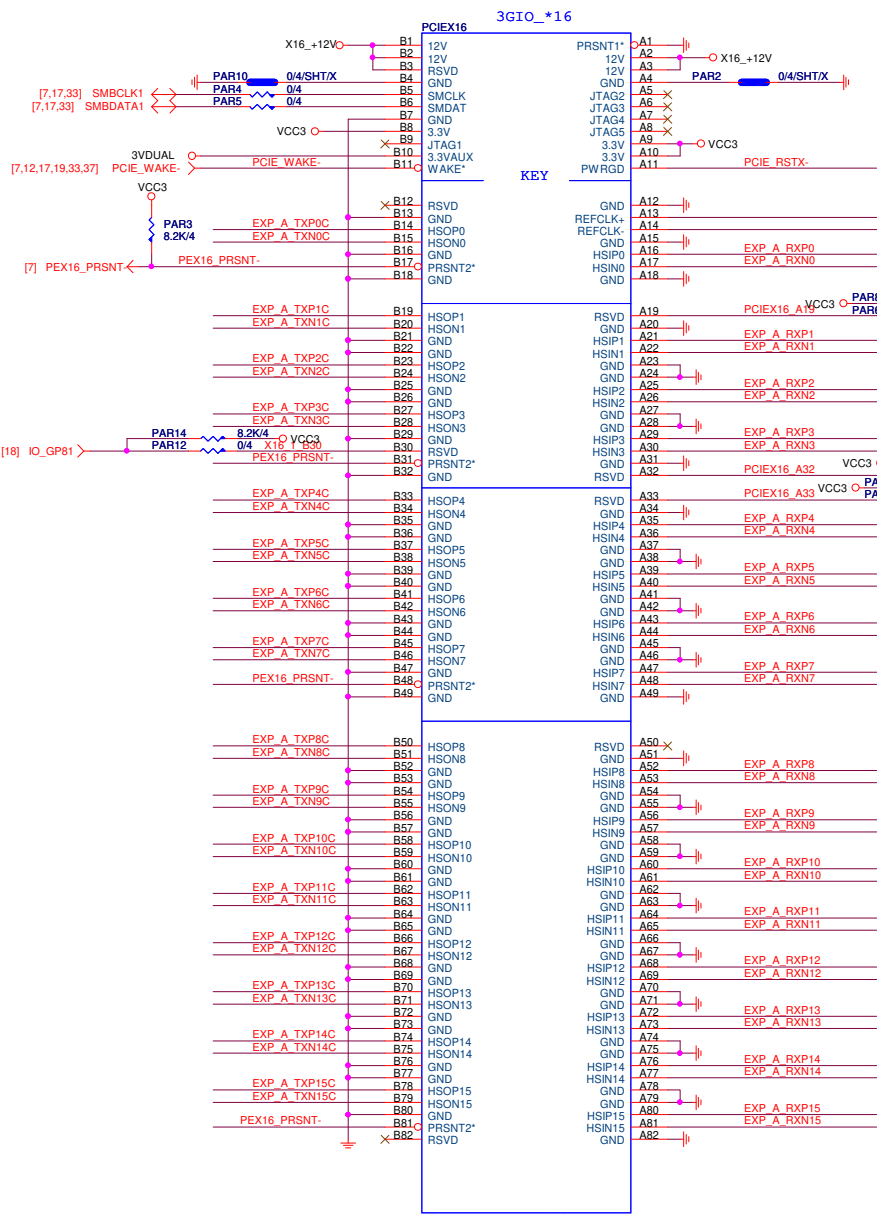 3GIO_*16
PCIEX16
X16_+12V B1 12V PRSNT1* A1
B2 12V 12V A2 X16_+12V
B3 RSVD 12V A3
PAR10 0/4/SHT/X B4 GND GND A4 PAR2 0/4/SHT/X
[7,17,33] SMBCLK1 PAR4 0/4 B5 SMCLK JTAG2 A5
[7,17,33] SMBDATA1 PAR5 0/4 B6 SMDAT JTAG3 A6
B7 GND JTAG4 A7
VCC3 B8 3.3V JTAG5 A8
B9 JTAG1 3.3V A9 VCC3
3VDUAL B10 3.3VAUX 3.3V A10
[7,12,17,19,33,37] PCIE_WAKE- PCIE_WAKE- B11 WAKE* PWRGD A11 PCIE_RSTX-
KEY
VCC3
B12 RSVD GND A12
PAR3 B13 GND REFCLK+ A13
8.2K/4 EXP_A_TXP0C B14 HSOP0 REFCLK- A14
EXP_A_TXN0C B15 HSON0 GND A15
B16 GND HSIP0 A16 EXP_A_RXP0
[7] PEX16_PRSNT- PEX16_PRSNT- B17 PRSNT2* HSIN0 A17 EXP_A_RXN0
B18 GND GND A18
EXP_A_TXP1C B19 HSOP1 RSVD A19 PCIEX16_A19 VCC3
EXP_A_TXN1C B20 HSON1 GND A20
B21 GND HSIP1 A21 EXP_A_RXP1
B22 GND HSIN1 A22 EXP_A_RXN1
EXP_A_TXP2C B23 HSOP2 GND A23
EXP_A_TXN2C B24 HSON2 GND A24
B25 GND HSIP2 A25 EXP_A_RXP2
B26 GND HSIN2 A26 EXP_A_RXN2
EXP_A_TXP3C B27 HSOP3 GND A27
EXP_A_TXN3C B28 HSON3 GND A28
PAR14 8.2K/4 VCC3 B29 GND HSIP3 A29 EXP_A_RXP3
[18] IO_GP81 PAR12 0/4 X16_1_B30 B30 RSVD HSIN3 A30 EXP_A_RXN3
PEX16_PRSNT- B31 PRSNT2* GND A31 VCC3
B32 GND RSVD A32 PCIEX16_A32
EXP_A_TXP4C B33 HSOP4 RSVD A33 PCIEX16_A33 VCC3
EXP_A_TXN4C B34 HSON4 GND A34
B35 GND HSIP4 A35 EXP_A_RXP4
B36 GND HSIN4 A36 EXP_A_RXN4
EXP_A_TXP5C B37 HSOP5 GND A37
EXP_A_TXN5C B38 HSON5 GND A38
B39 GND HSIP5 A39 EXP_A_RXP5
B40 GND HSIN5 A40 EXP_A_RXN5
EXP_A_TXP6C B41 HSOP6 GND A41
EXP_A_TXN6C B42 HSON6 GND A42
B43 GND HSIP6 A43 EXP_A_RXP6
B44 GND HSIN6 A44 EXP_A_RXN6
EXP_A_TXP7C B45 HSOP7 GND A45
EXP_A_TXN7C B46 HSON7 GND A46
B47 GND HSIP7 A47 EXP_A_RXP7
PEX16_PRSNT- B48 PRSNT2* HSIN7 A48 EXP_A_RXN7
B49 GND GND A49
EXP_A_TXP8C B50 HSOP8 RSVD A50
EXP_A_TXN8C B51 HSON8 GND A51
B52 GND HSIP8 A52 EXP_A_RXP8
B53 GND HSIN8 A53 EXP_A_RXN8
EXP_A_TXP9C B54 HSOP9 GND A54
EXP_A_TXN9C B55 HSON9 GND A55
B56 GND HSIP9 A56 EXP_A_RXP9
B57 GND HSIN9 A57 EXP_A_RXN9
EXP_A_TXP10C B58 HSOP10 GND A58
EXP_A_TXN10C B59 HSON10 GND A59
B60 GND HSIP10 A60 EXP_A_RXP10
B61 GND HSIN10 A61 EXP_A_RXN10
EXP_A_TXP11C B62 HSOP11 GND A62
EXP_A_TXN11C B63 HSON11 GND A63
B64 GND HSIP11 A64 EXP_A_RXP11
B65 GND HSIN11 A65 EXP_A_RXN11
EXP_A_TXP12C B66 HSOP12 GND A66
EXP_A_TXN12C B67 HSON12 GND A67
B68 GND HSIP12 A68 EXP_A_RXP12
B69 GND HSIN12 A69 EXP_A_RXN12
EXP_A_TXP13C B70 HSOP13 GND A70
EXP_A_TXN13C B71 HSON13 GND A71
B72 GND HSIP13 A72 EXP_A_RXP13
B73 GND HSIN13 A73 EXP_A_RXN13
EXP_A_TXP14C B74 HSOP14 GND A74
EXP_A_TXN14C B75 HSON14 GND A75
B76 GND HSIP14 A76 EXP_A_RXP14
B77 GND HSIN14 A77 EXP_A_RXN14
EXP_A_TXP15C B78 HSOP15 GND A78
EXP_A_TXN15C B79 HSON15 GND A79
B80 GND HSIP15 A80 EXP_A_RXP15
PEX16_PRSNT- B81 PRSNT2* HSIN15 A81 EXP_A_RXN15
B82 RSVD GND A82